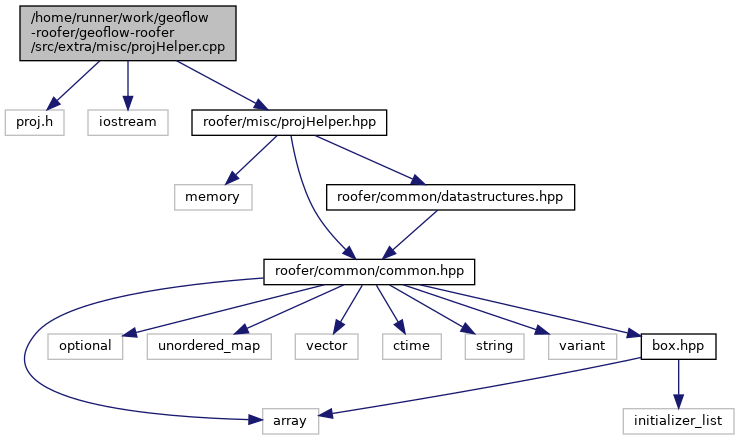 /home/runner/work/geoflow
-roofer/geoflow-roofer
/src/extra/misc/projHelper.cpp
proj.h
iostream
roofer/misc/projHelper.hpp
memory
roofer/common/datastructures.hpp
roofer/common/common.hpp
optional
unordered_map
vector
ctime
string
variant
box.hpp
array
initializer_list